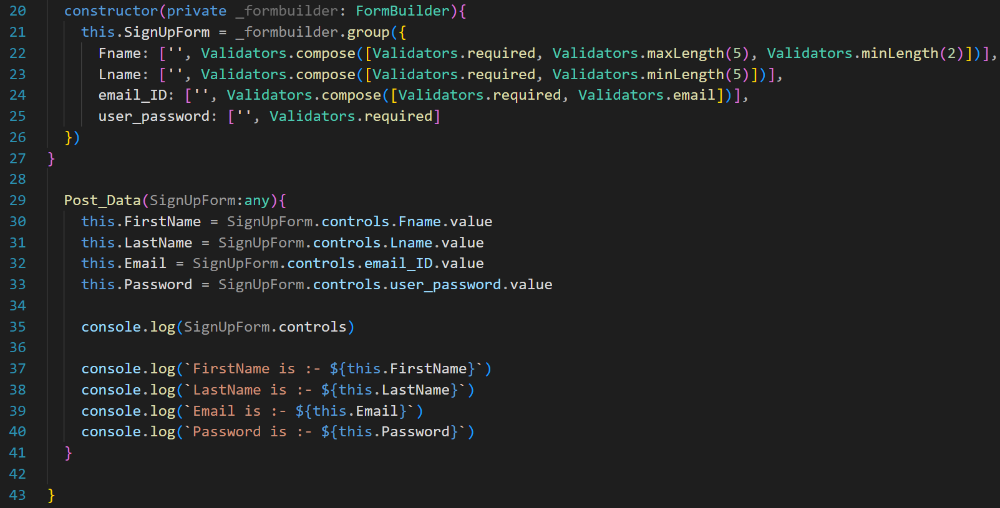 20 constructor(private _formbuilder: FormBuilder){
21 this.SignUpForm = _formbuilder.group({
22 Fname: ['', Validators.compose([Validators.required, Validators.maxLength(5), Validators.minLength(2)])],
23 Lname: ['', Validators.compose([Validators.required, Validators.minLength(5)])],
24 email_ID: ['', Validators.compose([Validators.required, Validators.email])],
25 user_password: ['', Validators.required]
26 })
27 }
28
29 Post_Data(SignUpForm:any){
30 this.FirstName = SignUpForm.controls.Fname.value
31 this.LastName = SignUpForm.controls.Lname.value
32 this.Email = SignUpForm.controls.email_ID.value
33 this.Password = SignUpForm.controls.user_password.value
34
35 console.log(SignUpForm.controls)
36
37 console.log(`FirstName is :- ${this.FirstName}`)
38 console.log(`LastName is :- ${this.LastName}`)
39 console.log(`Email is :- ${this.Email}`)
40 console.log(`Password is :- ${this.Password}`)
41 }
42
43 }